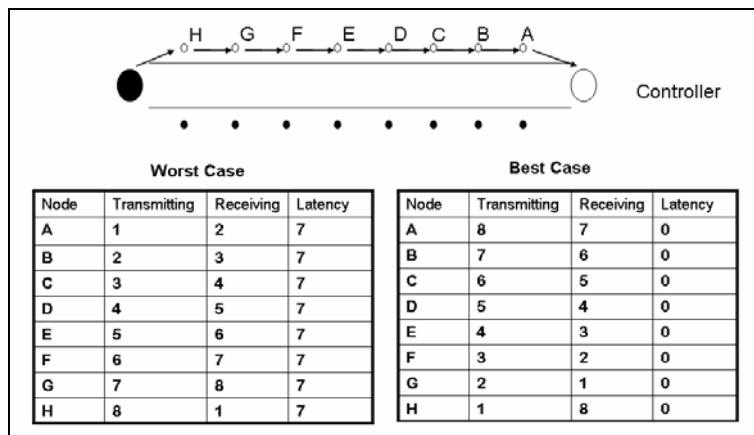 H G F E D C B A
Controller
Worst Case
Node Transmitting Receiving Latency
A 1 2 7
B 2 3 7
C 3 4 7
D 4 5 7
E 5 6 7
F 6 7 7
G 7 8 7
H 8 1 7
Best Case
Node Transmitting Receiving Latency
A 8 7 0
B 7 6 0
C 6 5 0
D 5 4 0
E 4 3 0
F 3 2 0
G 2 1 0
H 1 8 0